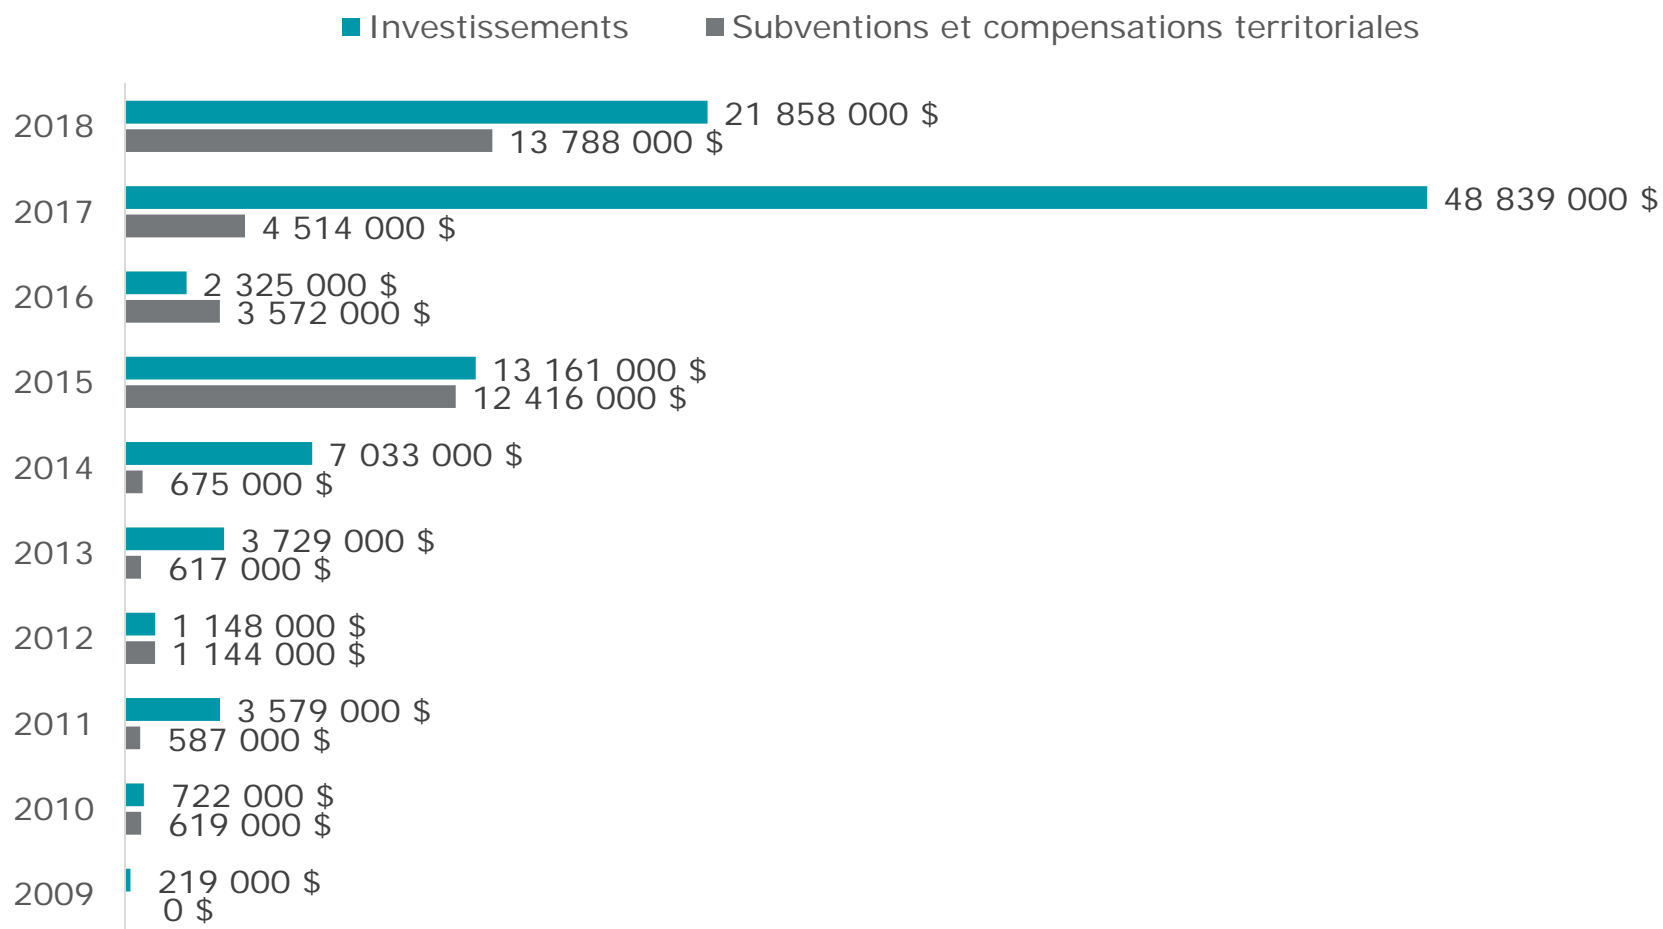 Investissements Subventions et compensations territoriales
2018
21 858 000 $
13 788 000 $
2017
48 839 000 $
4 514 000 $
2016
2 325 000 $
3 572 000 $
2015
13 161 000 $
12 416 000 $
2014
7 033 000 $
675 000 $
2013
3 729 000 $
617 000 $
2012
1 148 000 $
1 144 000 $
2011
3 579 000 $
587 000 $
2010
722 000 $
619 000 $
2009
219 000 $
0 $